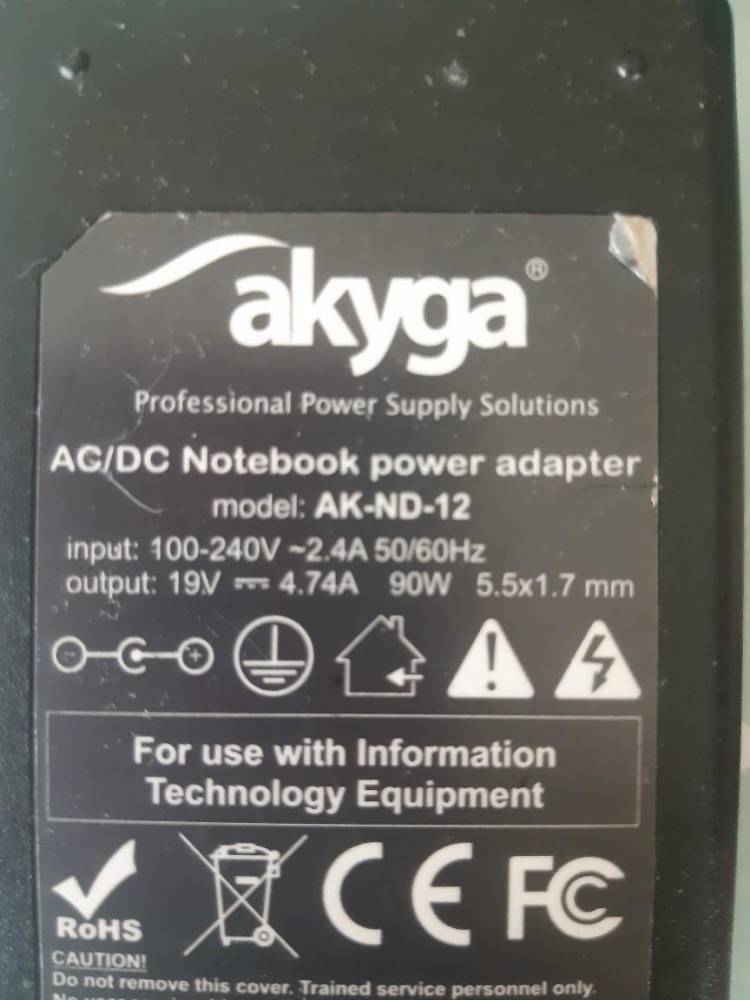 akyga®
Professional Power Supply Solutions
AC/DC Notebook power adapter
model: AK-ND-12
input: 100-240V ~2.4A 50/60Hz
output: 19V ⎓ 4.74A 90W 5.5x1.7 mm
For use with Information
Technology Equipment
RoHS CE FC
CAUTION!
Do not remove this cover. Trained service personnel only.